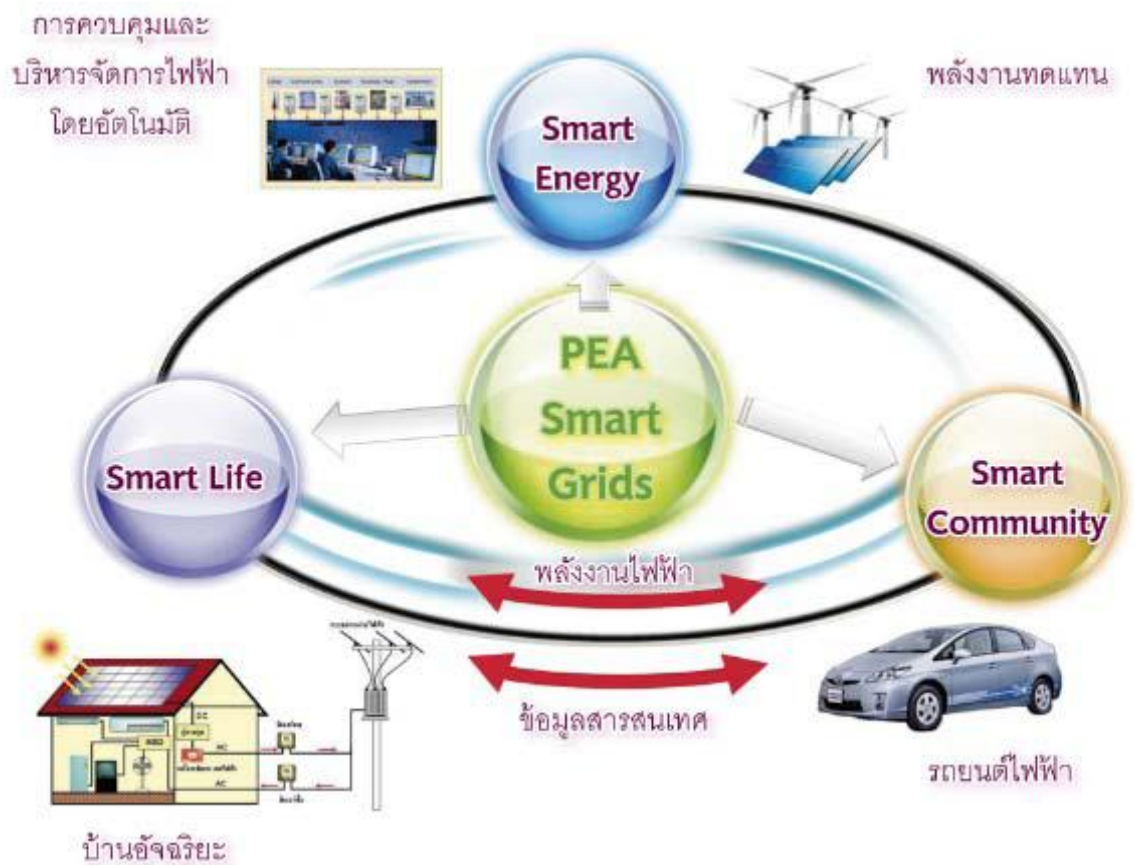 การควบคุมและ
บริหารจัดการไฟฟ้า
โดยอัตโนมัติ
พลังงานทดแทน
Smart
Energy
PEA
Smart
Grids
Smart Life
Smart
Community
พลังงานไฟฟ้า
ข้อมูลสารสนเทศ
DC
AC
AC
รถยนต์ไฟฟ้า
บ้านอัจฉริยะ